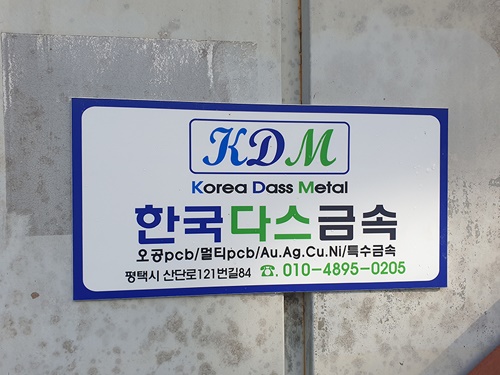 KDM
Korea Dass Metal
한국다스금속
오공pcb/멀티pcb/Au.Ag.Cu.Ni/특수금속
평택시 산단로121번길84 ☎. 010-4895-0205